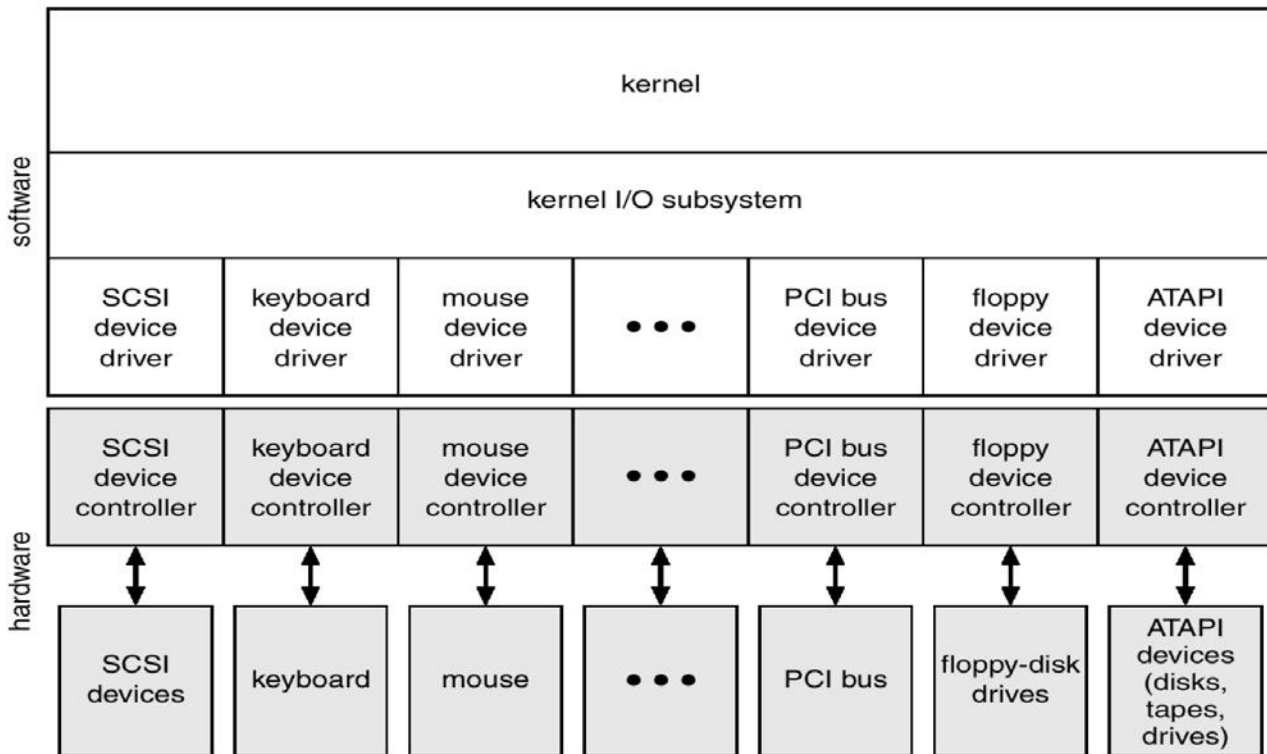 software
kernel
kernel I/O subsystem
SCSI
device
driver
keyboard
device
driver
mouse
device
driver
PCI bus
device
driver
floppy
device
driver
ATAPI
device
driver
hardware
SCSI
device
controller
keyboard
device
controller
mouse
device
controller
PCI bus
device
controller
floppy
device
controller
ATAPI
device
controller
SCSI
devices
keyboard
mouse
PCI bus
floppy-disk
drives
ATAPI
devices
(disks,
tapes,
drives)